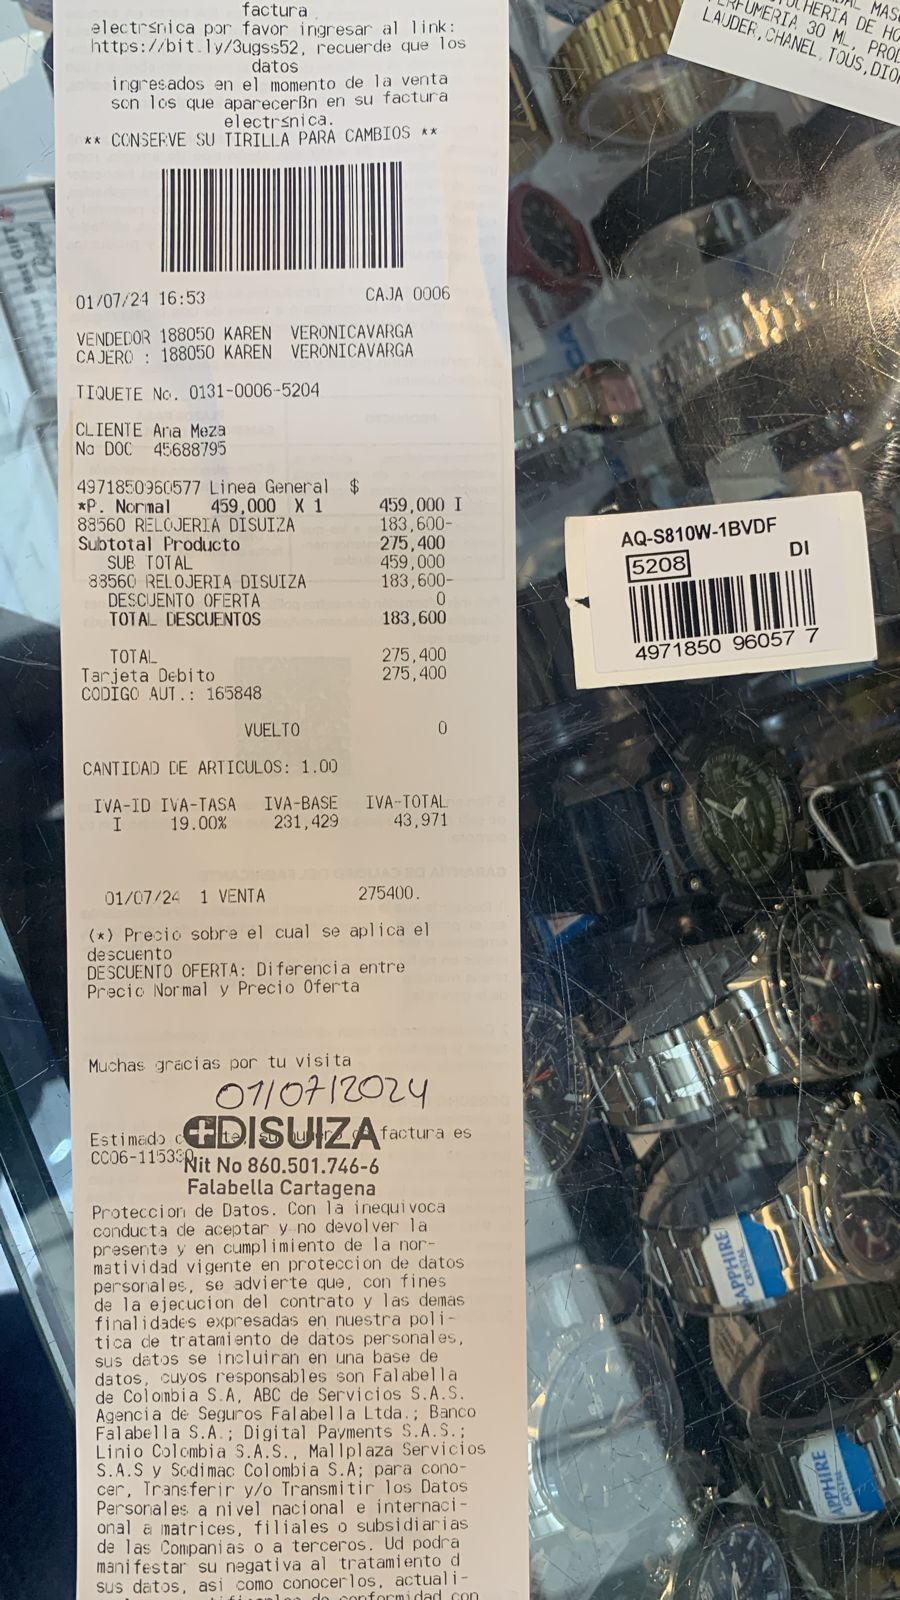 factura
electrsnica por favor ingresar al link:
https://bit.ly/3ugss52, recuerde que los
datos
ingresados en el momento de la venta
son los que aparecerßn en su factura
electrsnica.
** CONSERVE SU TIRILLA PARA CAMBIOS **
01/07/24 16:53 CAJA 0006
VENDEDOR 188050 KAREN VERONICAVARGA
CAJERO : 188050 KAREN VERONICAVARGA
TIQUETE No. 0131-0006-5204
CLIENTE Ana Meza
No DOC 45688795
4971850960577 Linea General $
*P. Normal 459,000 X 1 459,000 I
88560 RELOJERIA DISUIZA 183,600-
Subtotal Producto 275,400
SUB TOTAL 459,000
88560 RELOJERIA DISUIZA 183,600-
DESCUENTO OFERTA 0
TOTAL DESCUENTOS 183,600
TOTAL 275,400
Tarjeta Debito 275,400
CODIGO AUT.: 165848
VUELTO 0
CANTIDAD DE ARTICULOS: 1.00
IVA-ID IVA-TASA IVA-BASE IVA-TOTAL
I 19.00% 231,429 43,971
01/07/24 1 VENTA 275400.
(*) Precio sobre el cual se aplica el
descuento
DESCUENTO OFERTA: Diferencia entre
Precio Normal y Precio Oferta
Muchas gracias por tu visita
01/07/2024
DISUIZA
Estimado factura es
CC06-115330
Nit No 860.501.746-6
Falabella Cartagena
Proteccion de Datos. Con la inequivoca
conducta de aceptar y no devolver la
presente y en cumplimiento de la nor-
matividad vigente en proteccion de datos
personales, se advierte que, con fines
de la ejecucion del contrato y las demas
finalidades expresadas en nuestra poli-
tica de tratamiento de datos personales,
sus datos se incluiran en una base de
datos, cuyos responsables son Falabella
de Colombia S.A, ABC de Servicios S.A.S.
Agencia de Seguros Falabella Ltda.; Banco
Falabella S.A.; Digital Payments S.A.S.;
Linio Colombia S.A.S., Mallplaza Servicios
S.A.S y Sodimac Colombia S.A; para cono-
cer, Transferir y/o Transmitir los Datos
Personales a nivel nacional e internaci-
onal a matrices, filiales o subsidiarias
de las Companias o a terceros. Ud podra
manifestar su negativa al tratamiento d
sus datos, asi como conocerlos, actuali-
conformidad con
AQ-S810W-1BVDF
5208 DI
4971850 96057 7
HERIA DE
PERFUMERIA 30 ML,
LAUDER, CHANEL, TOUS,
SAPPHIRE
CRYSTAL
SAPPHIRE
CRYSTAL